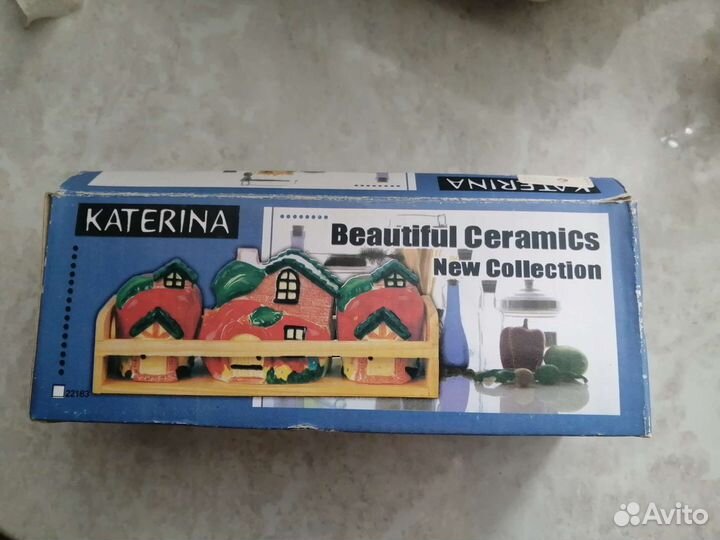 KATERINA
KATERINA
Beautiful Ceramics
New Collection
22163
Avito